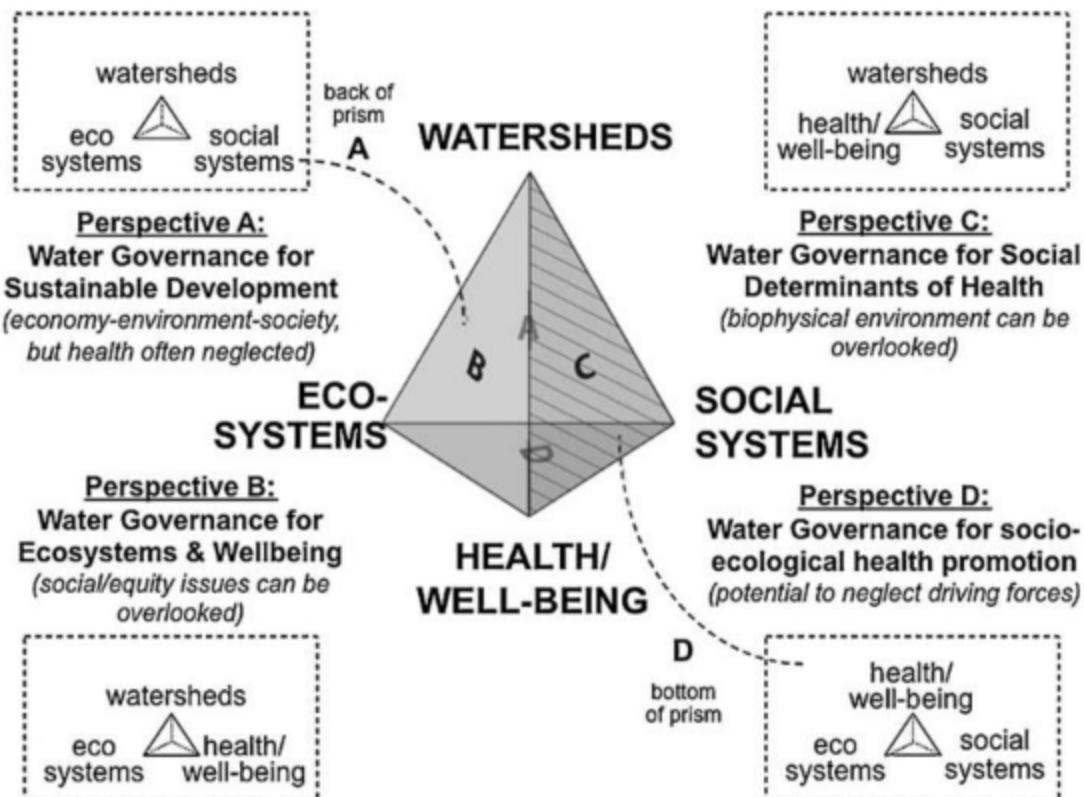 watersheds
eco systems
social systems
Perspective A:
Water Governance for
Sustainable Development
(economy-environment-society,
but health often neglected)
back of
prism
A
WATERSHEDS
watersheds
health/
well-being
social
systems
Perspective C:
Water Governance for Social
Determinants of Health
(biophysical environment can be
overlooked)
A
B
C
D
ECO-
SYSTEMS
SOCIAL
SYSTEMS
HEALTH/
WELL-BEING
Perspective B:
Water Governance for
Ecosystems & Wellbeing
(social/equity issues can be
overlooked)
watersheds
eco
systems
health/
well-being
Perspective D:
Water Governance for socio-
ecological health promotion
(potential to neglect driving forces)
D
bottom
of prism
health/
well-being
eco
systems
social
systems